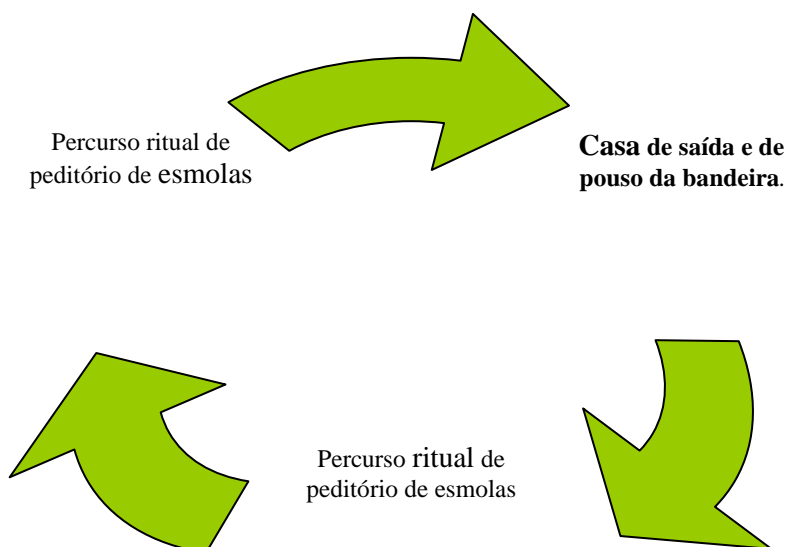 Percurso ritual de
peditório de esmolas
Casa de saída e de
pouso da bandeira.
Percurso ritual de
peditório de esmolas